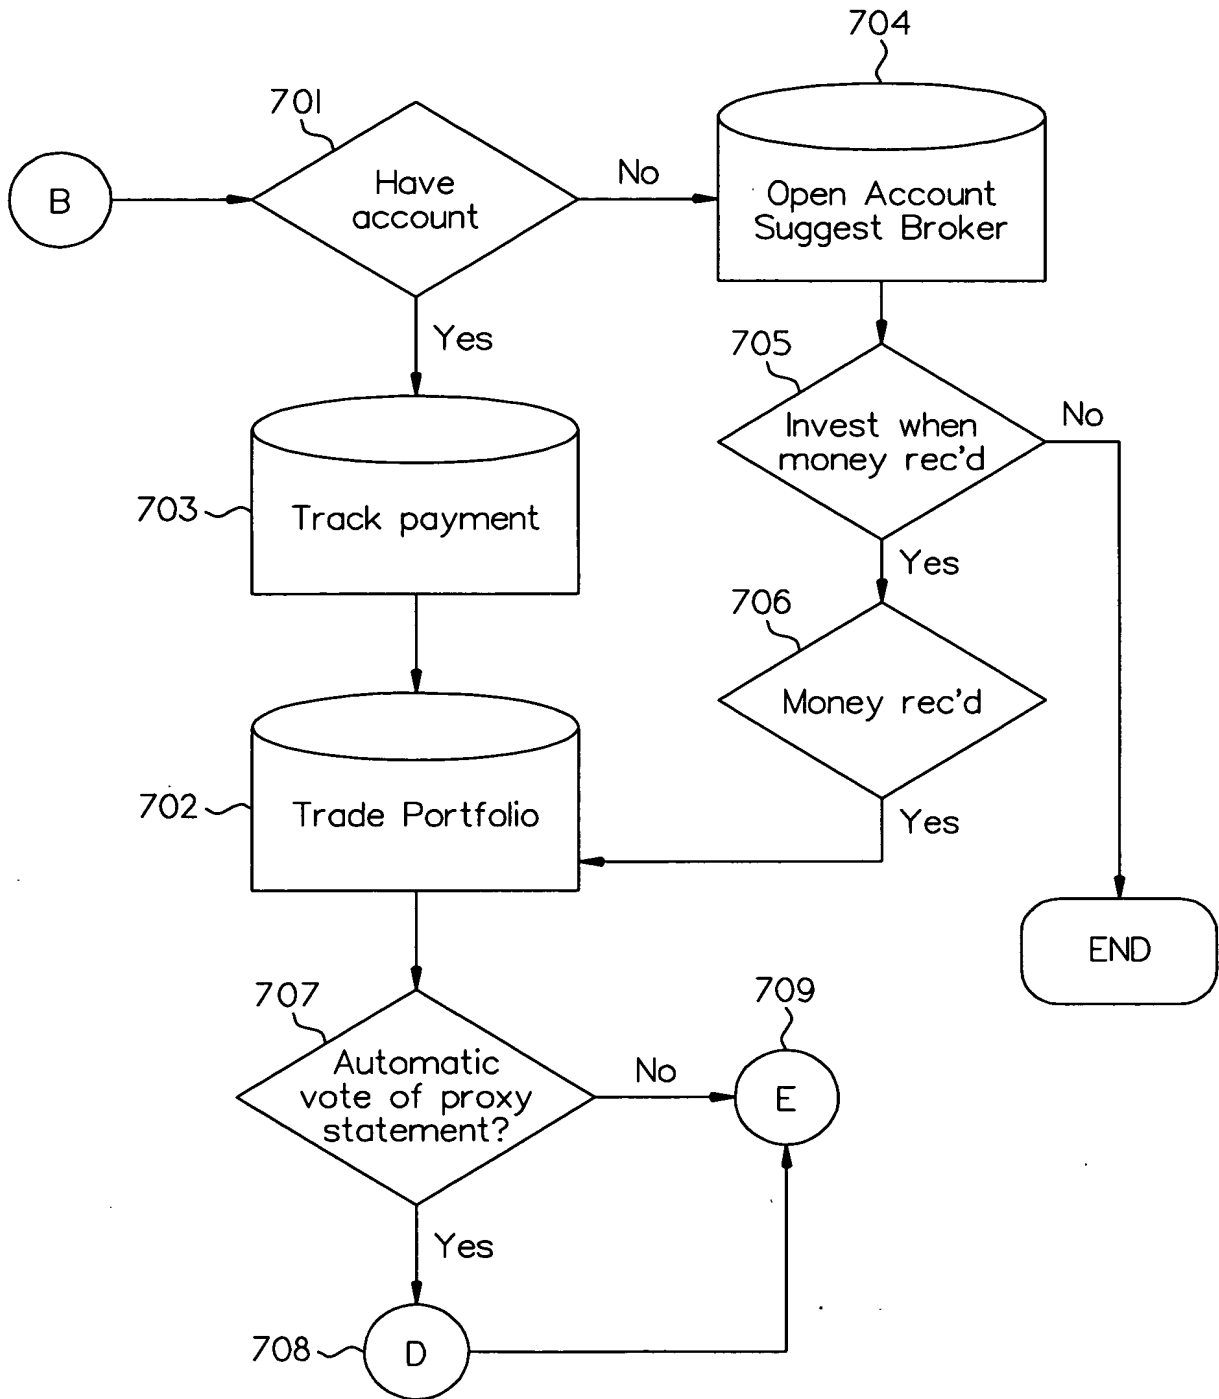 704
701
B
Have
account
No
Open Account
Suggest Broker
Yes
705
Invest when
money rec'd
No
703
Track payment
Yes
706
Money rec'd
702
Trade Portfolio
Yes
END
707
709
Automatic
vote of proxy
statement?
No
E
Yes
708
D